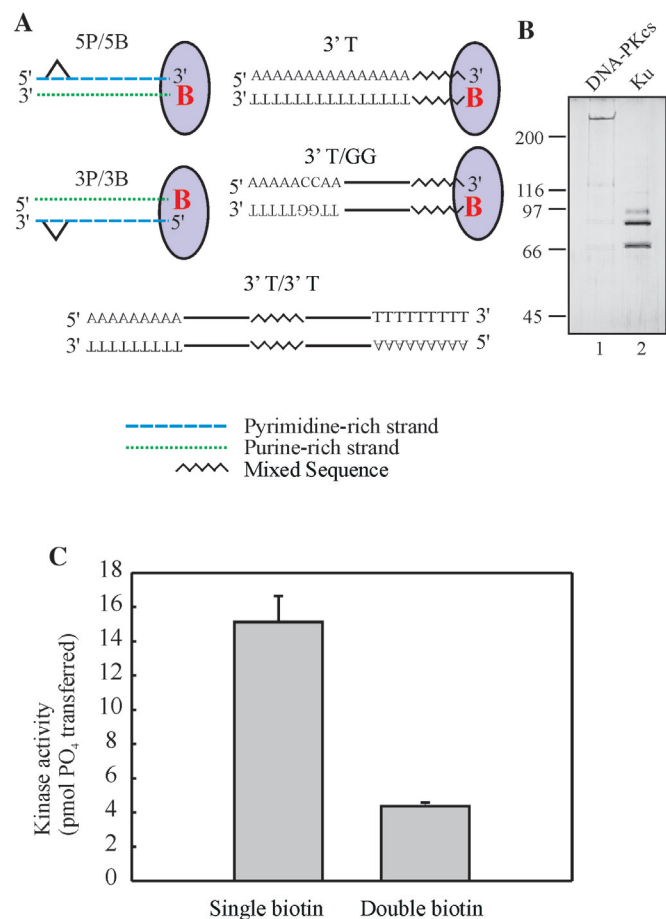 A
5P/5B
5' 3'
3' B
3' T
5' AAAAAAAAAAAAAAA 3'
3' TTTTTTTTTTTTTTT B
3P/3B
5' B
3' 5'
3' T/GG
5' AAAAACCAA 3'
3' TTTTTGGTT B
3' T/3' T
5' AAAAAAAAA TTTTTTTTT 3'
3' TTTTTTTTT AAAAAAAAA 5'
Pyrimidine-rich strand
Purine-rich strand
Mixed Sequence
B
DNA-PKcs
Ku
200
116
97
66
45
1 2
C
Kinase activity
(pmol PO4 transferred)
18
16
14
12
10
8
6
4
2
0
Single biotin Double biotin